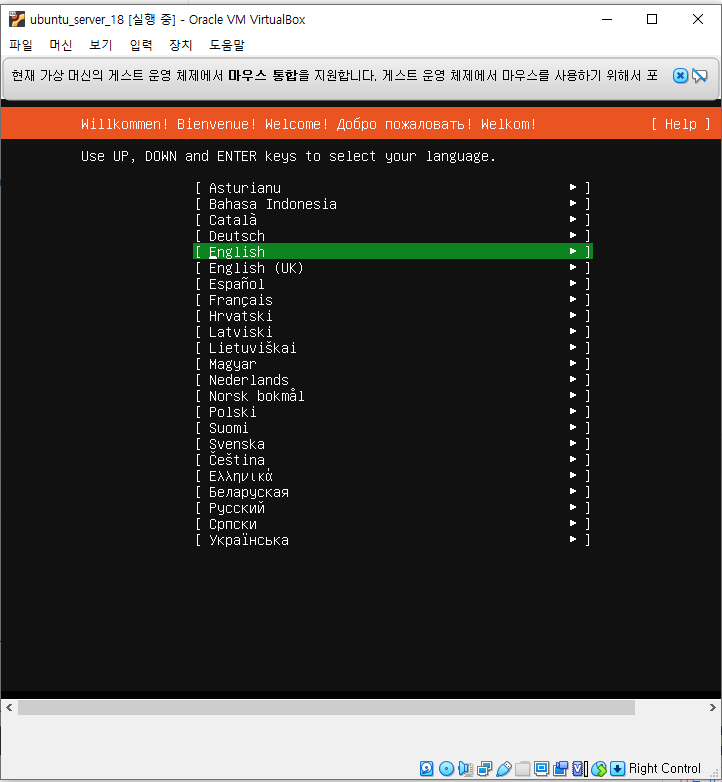 ubuntu_server_18 [실행 중] - Oracle VM VirtualBox
파일 머신 보기 입력 장치 도움말
현재 가상 머신의 게스트 운영 체제에서 마우스 통합을 지원합니다. 게스트 운영 체제에서 마우스를 사용하기 위해서 포
Willkommen! Bienvenue! Welcome! Добро пожаловать! Welkom! [ Help ]
Use UP, DOWN and ENTER keys to select your language.
[ Asturianu ▸ ]
[ Bahasa Indonesia ▸ ]
[ Català ▸ ]
[ Deutsch ▸ ]
[ English ▸ ]
[ English (UK) ▸ ]
[ Español ▸ ]
[ Français ▸ ]
[ Hrvatski ▸ ]
[ Latviski ▸ ]
[ Lietuviškai ▸ ]
[ Magyar ▸ ]
[ Nederlands ▸ ]
[ Norsk bokmål ▸ ]
[ Polski ▸ ]
[ Suomi ▸ ]
[ Svenska ▸ ]
[ Čeština ▸ ]
[ Ελληνικά ▸ ]
[ Беларуская ▸ ]
[ Русский ▸ ]
[ Српски ▸ ]
[ Українська ▸ ]
Right Control